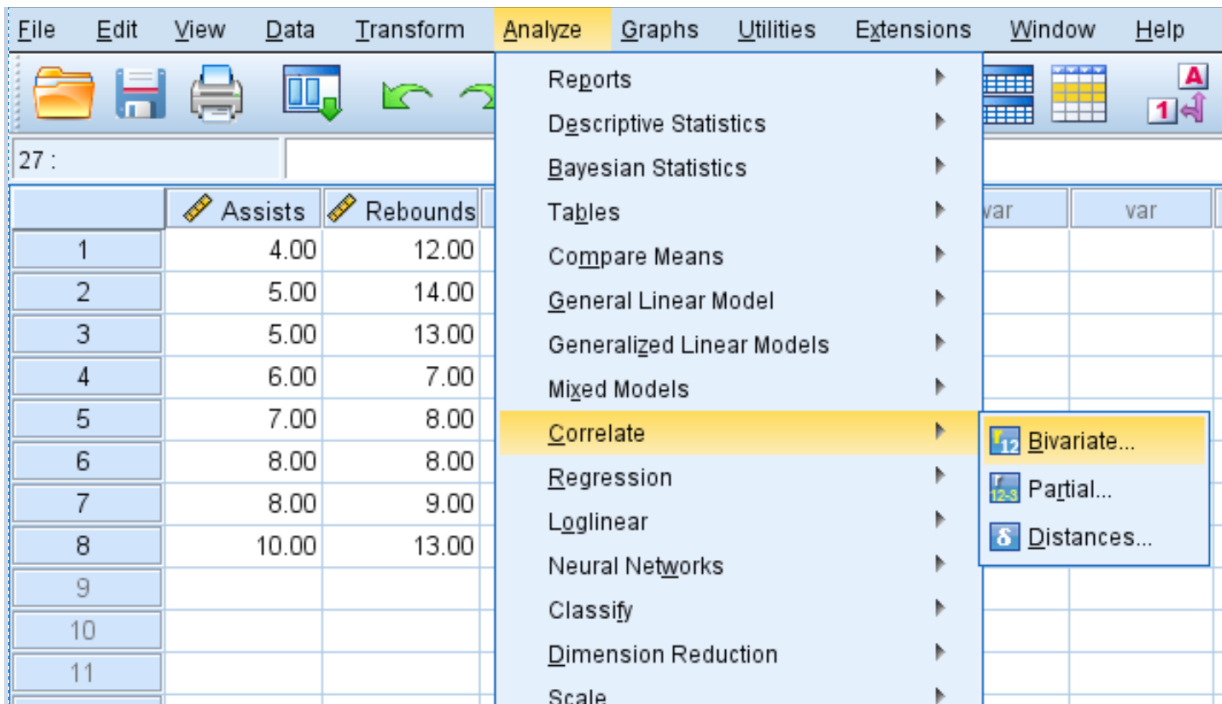 File Edit View Data Transform Analyze Graphs Utilities Extensions Window Help
A
1
27 :
Assists Rebounds var var
1 4.00 12.00
2 5.00 14.00
3 5.00 13.00
4 6.00 7.00
5 7.00 8.00
6 8.00 8.00
7 8.00 9.00
8 10.00 13.00
9
10
11
Reports
Descriptive Statistics
Bayesian Statistics
Tables
Compare Means
General Linear Model
Generalized Linear Models
Mixed Models
Correlate
Regression
Loglinear
Neural Networks
Classify
Dimension Reduction
Scale
r12 Bivariate...
r12-3 Partial...
δ Distances...